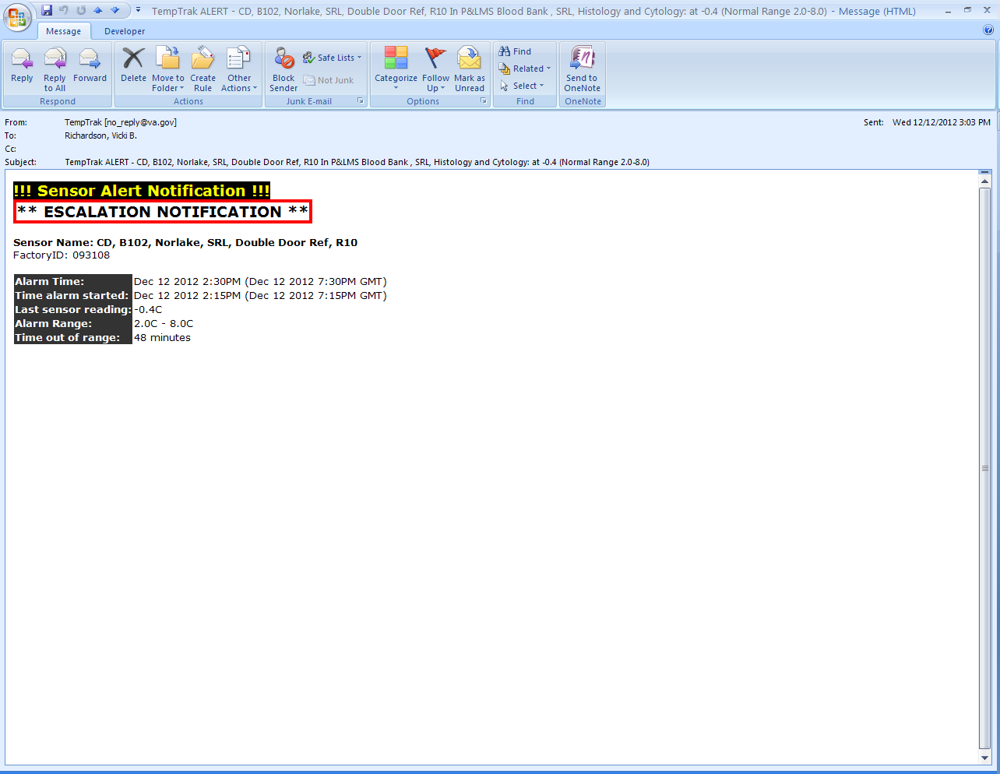 TempTrak ALERT - CD, B102, Norlake, SRL, Double Door Ref, R10 In P&LMS Blood Bank , SRL, Histology and Cytology: at -0.4 (Normal Range 2.0-8.0) - Message (HTML)
Message Developer
Reply Reply to All Forward
Respond
Delete Move to Folder Create Rule Other Actions
Actions
Block Sender Safe Lists Not Junk
Junk E-mail
Categorize Follow Up Mark as Unread
Options
Find
Related
Select
Find
Send to OneNote
OneNote
From: TempTrak [no_reply@va.gov] Sent: Wed 12/12/2012 3:03 PM
To: Richardson, Vicki B.
Cc:
Subject: TempTrak ALERT - CD, B102, Norlake, SRL, Double Door Ref, R10 In P&LMS Blood Bank , SRL, Histology and Cytology: at -0.4 (Normal Range 2.0-8.0)
!!! Sensor Alert Notification !!!
** ESCALATION NOTIFICATION **
Sensor Name: CD, B102, Norlake, SRL, Double Door Ref, R10
FactoryID: 093108
Alarm Time: Dec 12 2012 2:30PM (Dec 12 2012 7:30PM GMT)
Time alarm started: Dec 12 2012 2:15PM (Dec 12 2012 7:15PM GMT)
Last sensor reading: -0.4C
Alarm Range: 2.0C - 8.0C
Time out of range: 48 minutes